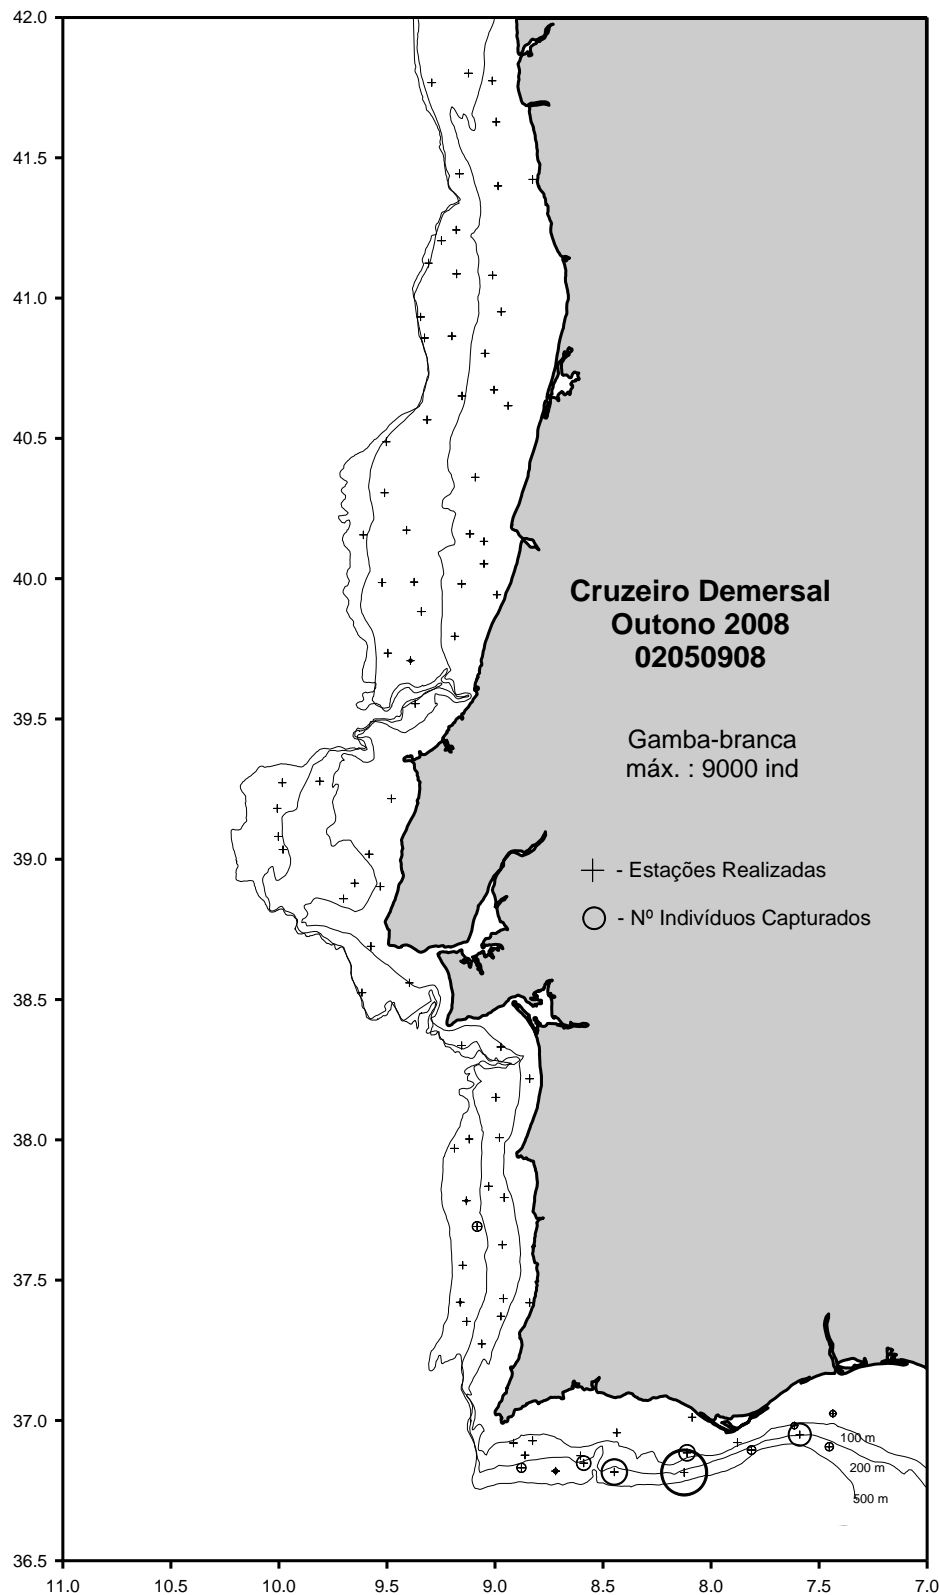 42.0
41.5
41.0
40.5
40.0
39.5
39.0
38.5
38.0
37.5
37.0
36.5
Cruzeiro Demersal
Outono 2008
02050908
Gamba-branca
máx. : 9000 ind
- Estações Realizadas
- Nº Indivíduos Capturados
100 m
200 m
500 m
11.0 10.5 10.0 9.5 9.0 8.5 8.0 7.5 7.0